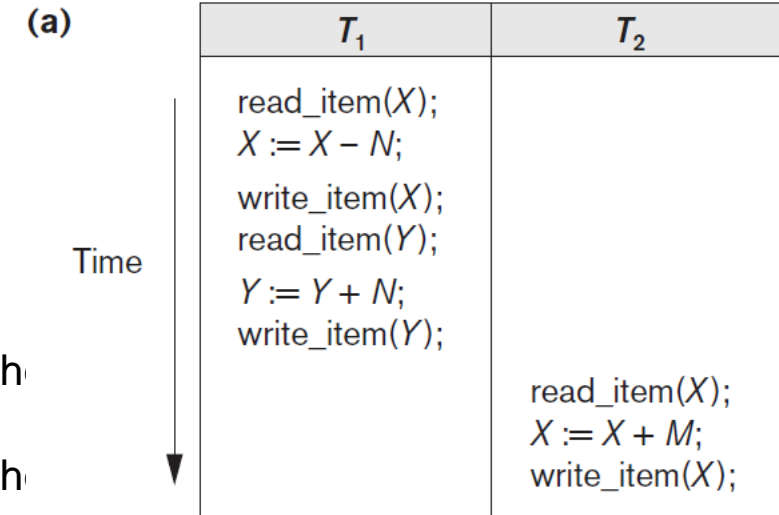 (a)
T1 T2
read_item(X);
X := X − N;
write_item(X);
read_item(Y);
Time
Y := Y + N;
write_item(Y);
read_item(X);
X := X + M;
write_item(X);